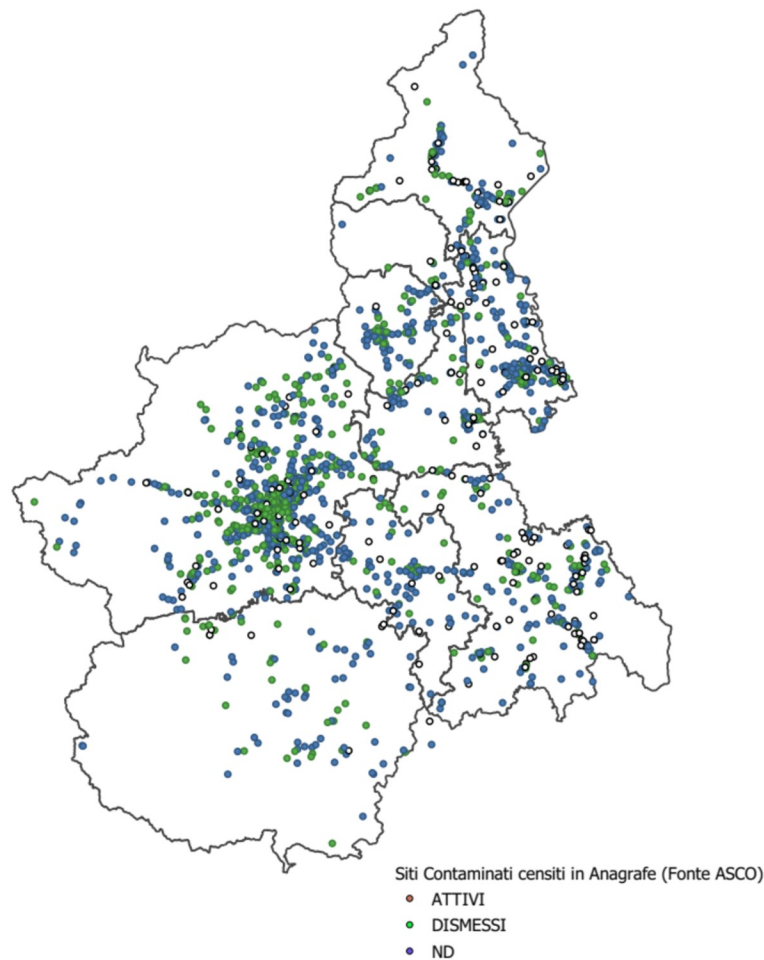 Siti Contaminati censiti in Anagrafe (Fonte ASCO)
ATTIVI
DISMESSI
ND